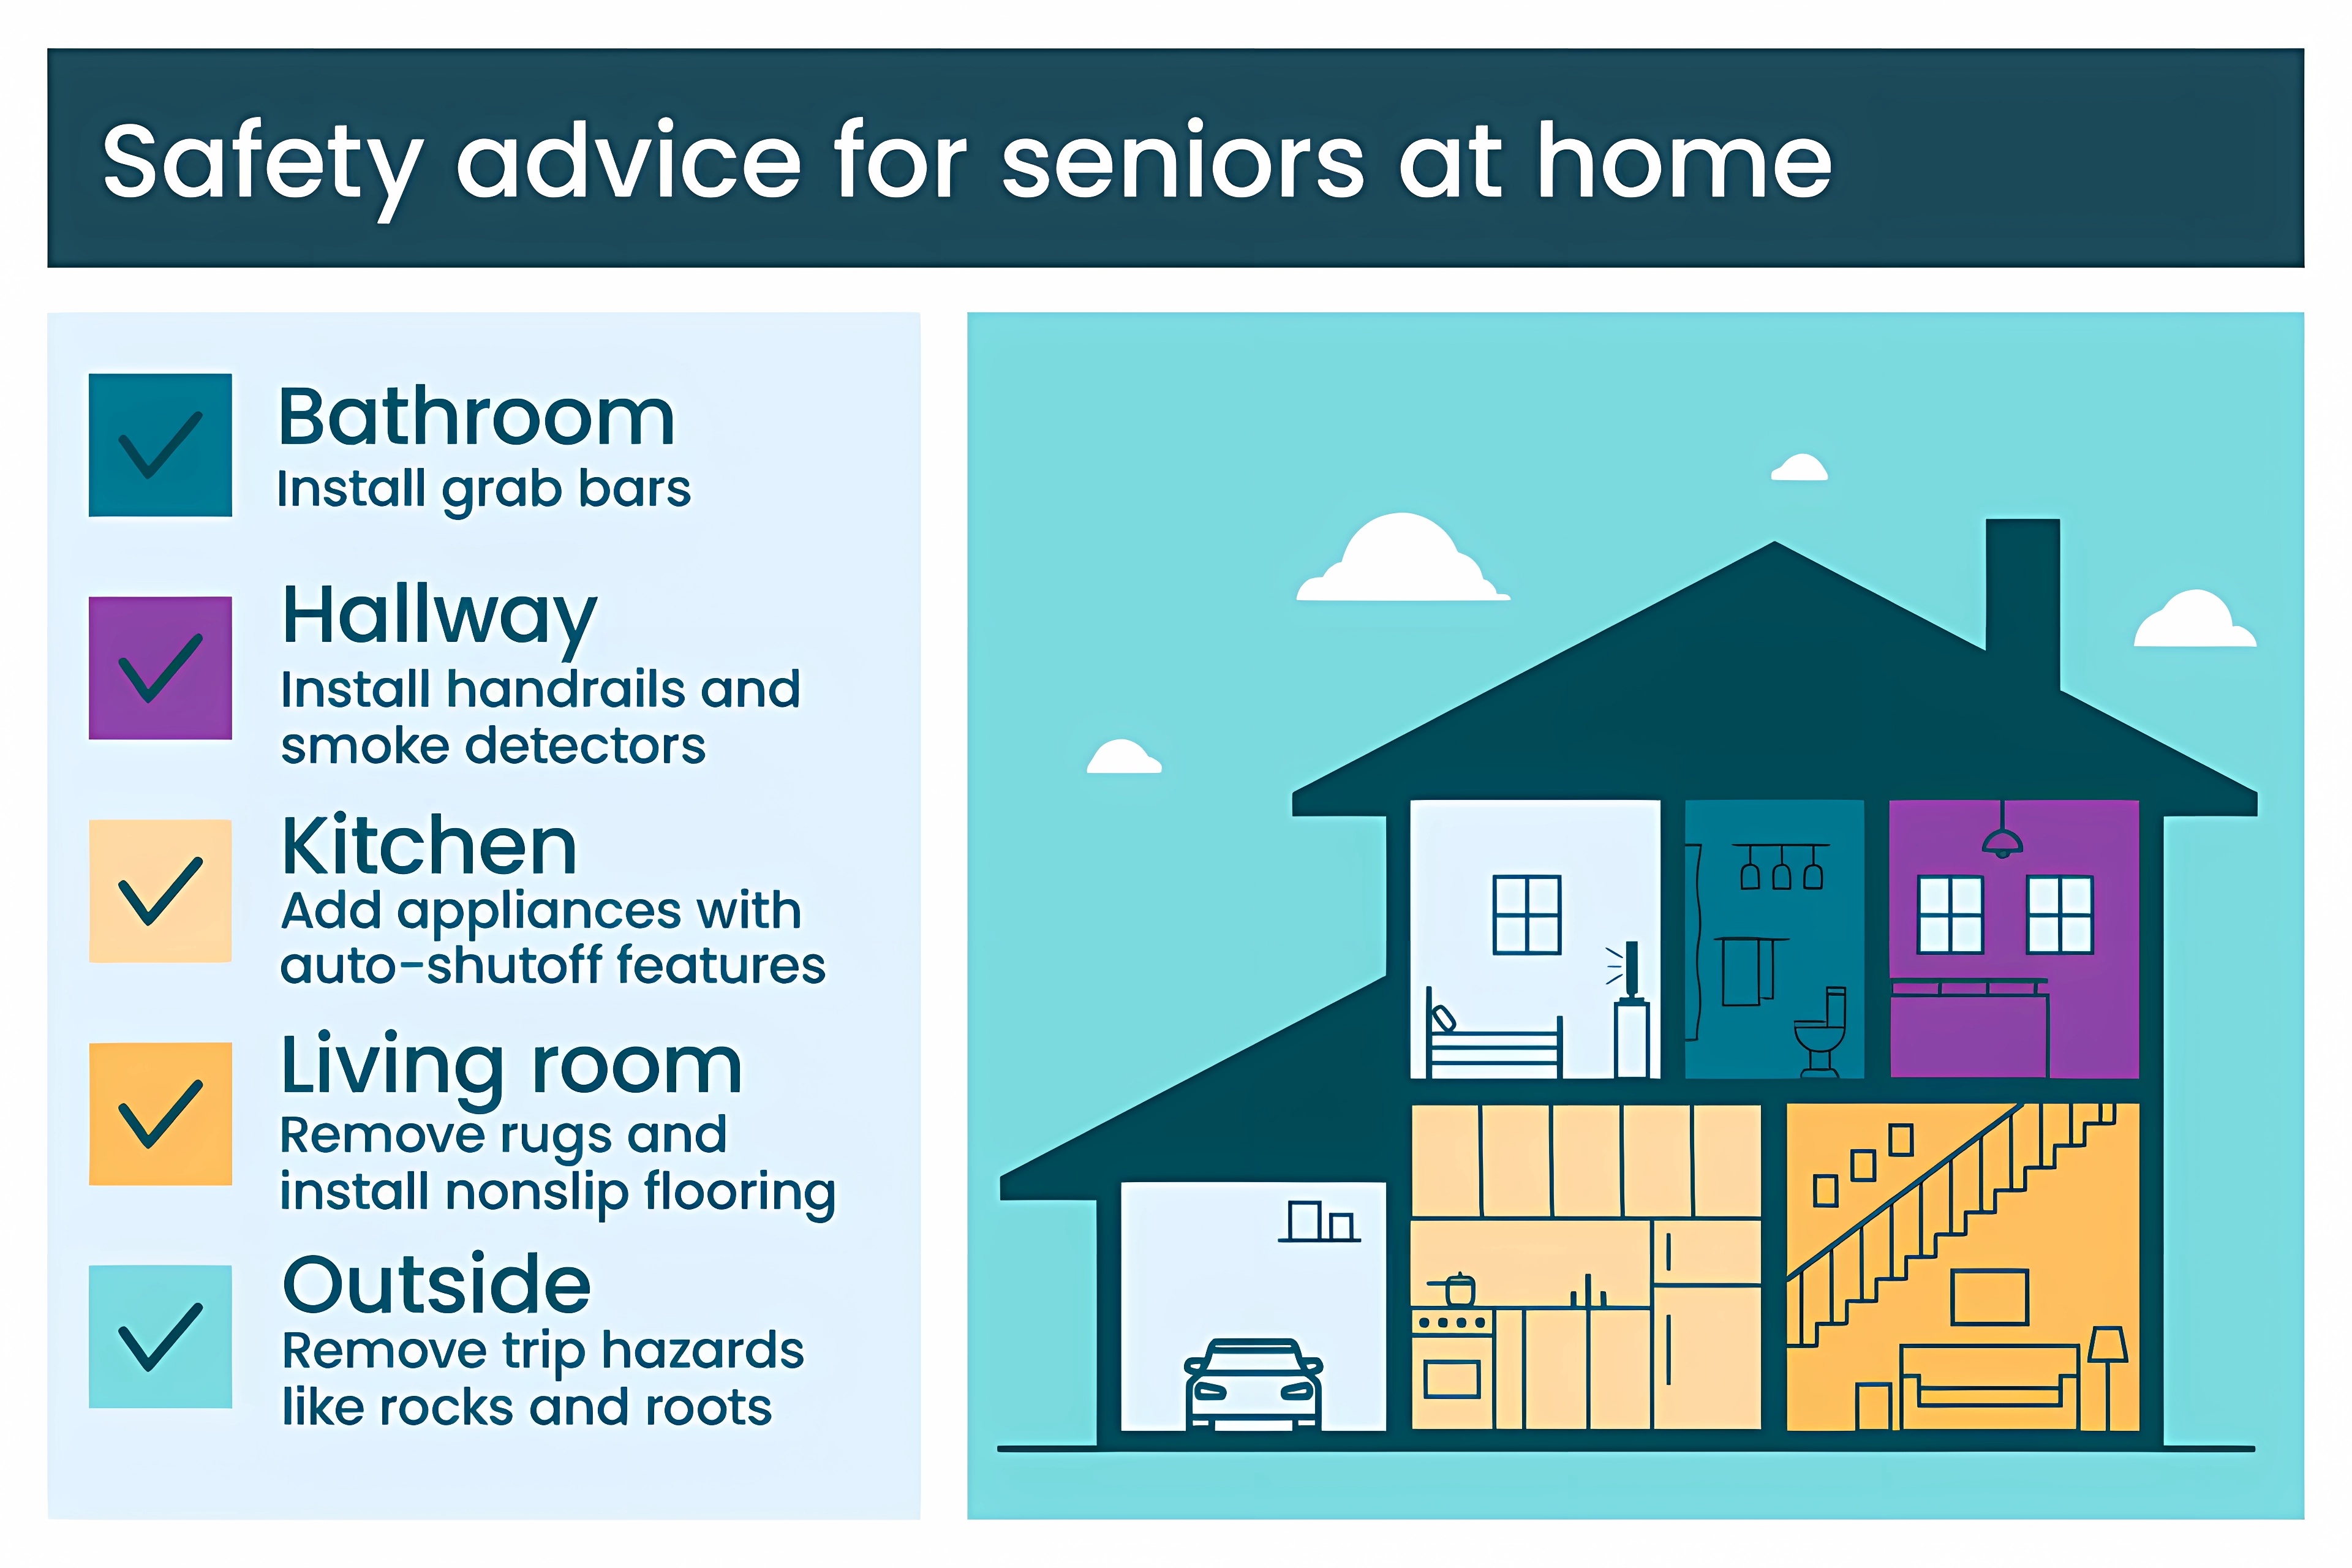 Safety advice for seniors at home
Bathroom
Install grab bars
Hallway
Install handrails and
smoke detectors
Kitchen
Add appliances with
auto-shutoff features
Living room
Remove rugs and
install nonslip flooring
Outside
Remove trip hazards
like rocks and roots